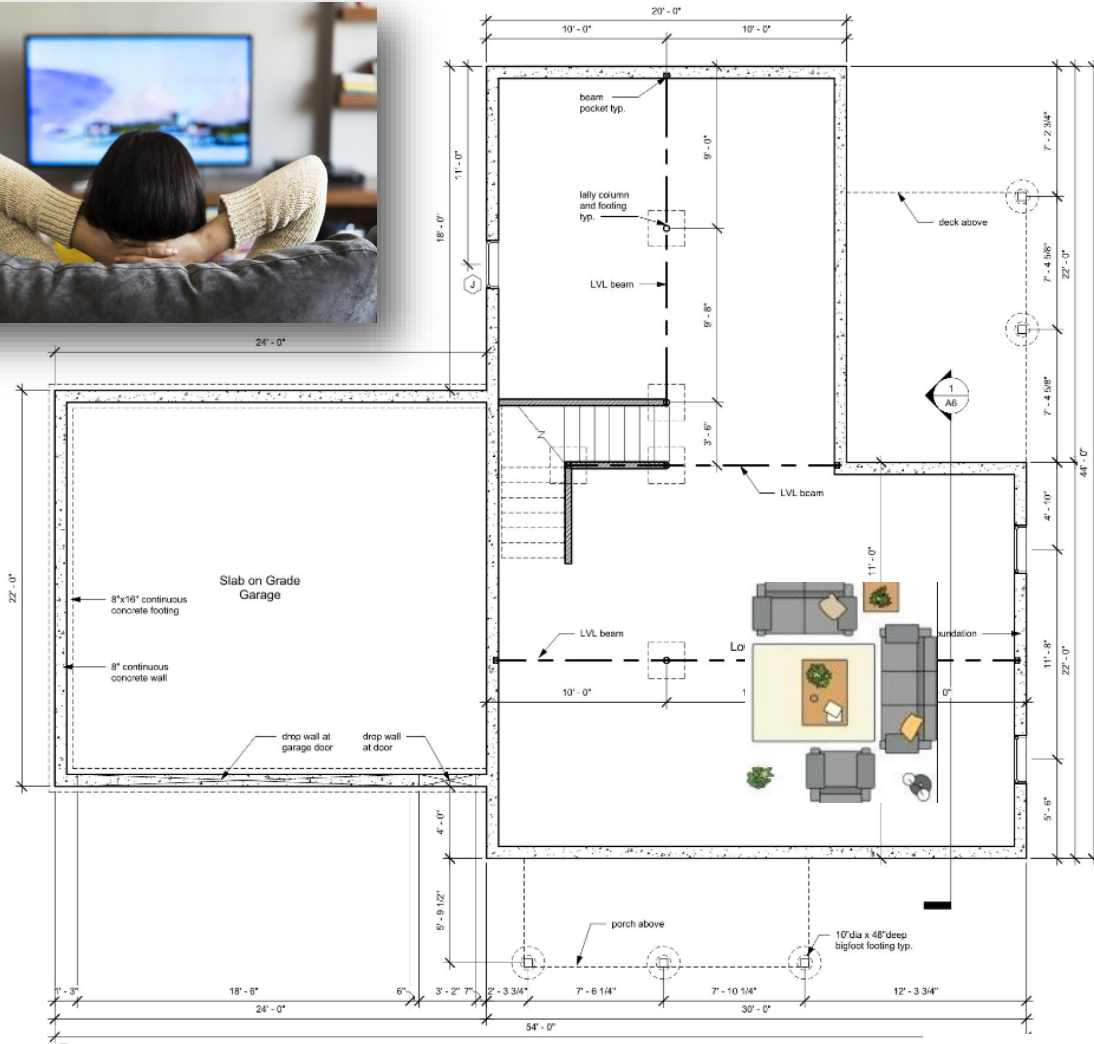 20' - 0"
10' - 0"
10' - 0"
beam
pocket typ.
9' - 0"
7' - 2 3/4"
11' - 0"
18' - 0"
lally column
and footing
typ.
deck above
7' - 4 5/8"
22' - 0"
J
LVL beam
9' - 8"
24' - 0"
1
A6
7' - 4 5/8"
3' - 6"
44' - 0"
LVL beam
4' - 10"
11' - 0"
Slab on Grade
Garage
22' - 0"
8"x16" continuous
concrete footing
LVL beam
oundation
8" continuous
concrete wall
11' - 8"
22' - 0"
10' - 0"
drop wall at
garage door
drop wall
at door
4' - 0"
5' - 6"
5' - 9 1/2"
porch above
10"dia x 48"deep
bigfoot footing typ.
1' - 3"
18' - 6"
6"
3' - 2"
7"
2' - 3 3/4"
7' - 6 1/4"
7' - 10 1/4"
12' - 3 3/4"
24' - 0"
30' - 0"
54' - 0"